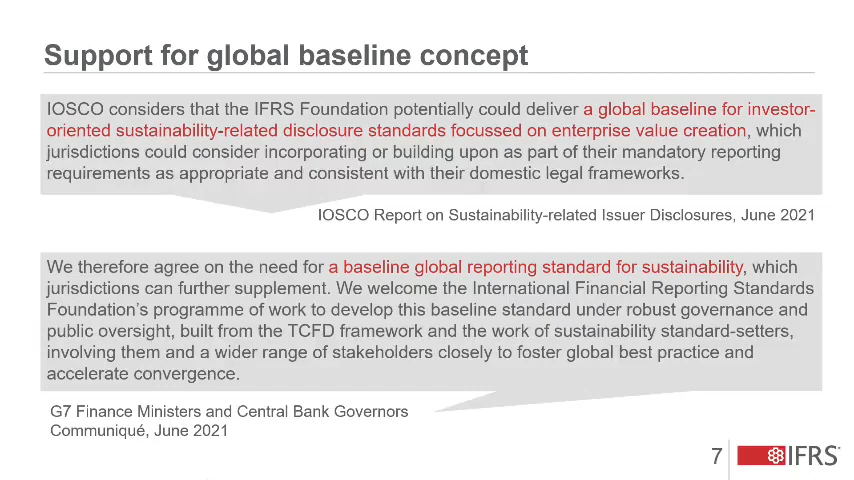 Support for global baseline concept
IOSCO considers that the IFRS Foundation potentially could deliver a global baseline for investor-
oriented sustainability-related disclosure standards focussed on enterprise value creation, which
jurisdictions could consider incorporating or building upon as part of their mandatory reporting
requirements as appropriate and consistent with their domestic legal frameworks.
IOSCO Report on Sustainability-related Issuer Disclosures, June 2021
We therefore agree on the need for a baseline global reporting standard for sustainability, which
jurisdictions can further supplement. We welcome the International Financial Reporting Standards
Foundation’s programme of work to develop this baseline standard under robust governance and
public oversight, built from the TCFD framework and the work of sustainability standard-setters,
involving them and a wider range of stakeholders closely to foster global best practice and
accelerate convergence.
G7 Finance Ministers and Central Bank Governors
Communiqué, June 2021
7
IFRS